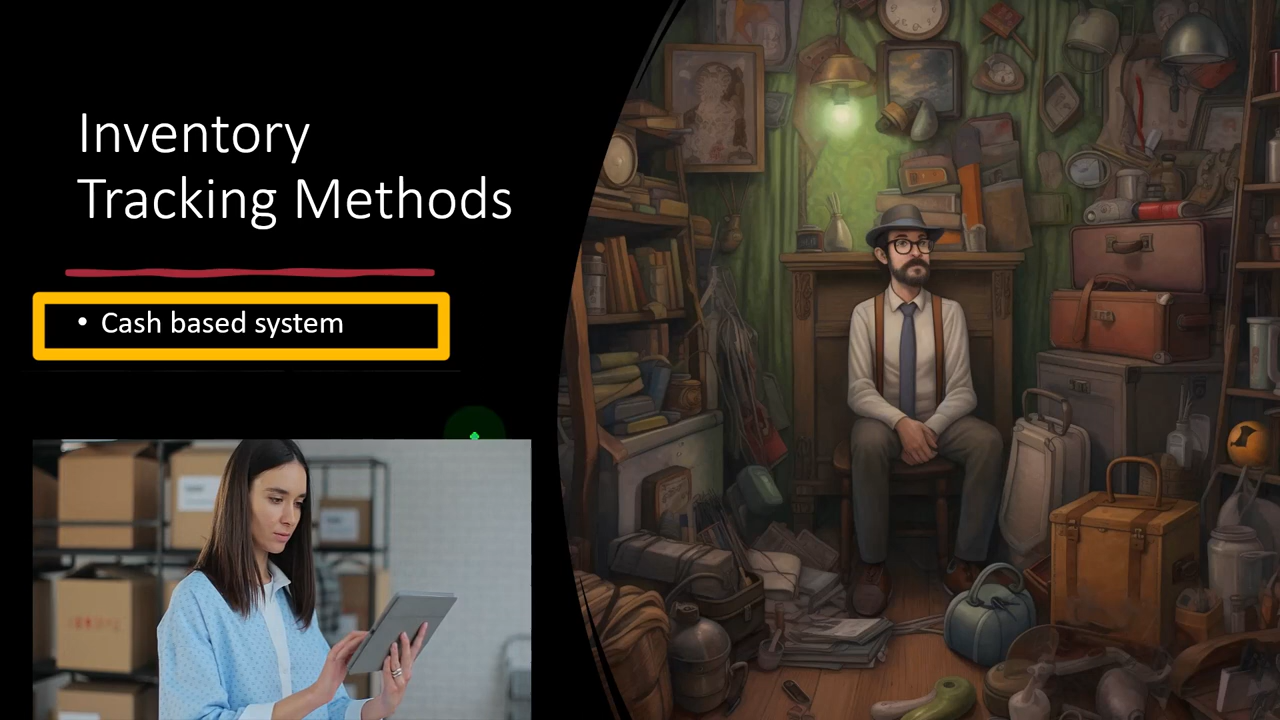 Inventory
Tracking Methods
• Cash based system